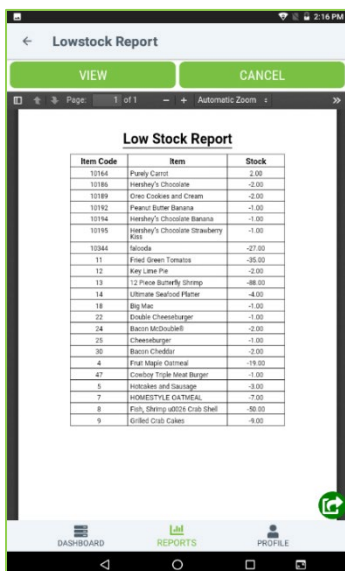 2:16 PM
Lowstock Report
VIEW CANCEL
Page: 1 of 1 Automatic Zoom
Low Stock Report
Item Code Item Stock
10164 Purely Carrot 2.00
10186 Hershey's Chocolate -2.00
10189 Oreo Cookies and Cream -2.00
10192 Peanut Butter Banana -1.00
10194 Hershey's Chocolate Banana -1.00
10195 Hershey's Chocolate Strawberry -1.00
Kiss
10344 falooda -27.00
11 Fried Green Tomatos -35.00
12 Key Lime Pie -2.00
13 12 Piece Butterfly Shrimp -88.00
14 Ultimate Seafood Platter -4.00
18 Big Mac -1.00
22 Double Cheeseburger -1.00
24 Bacon McDouble® -2.00
25 Cheeseburger -1.00
30 Bacon Cheddar -2.00
4 Fruit Maple Oatmeal -19.00
47 Cowboy Triple Meat Burger -1.00
5 Hotcakes and Sausage -3.00
7 HOMESTYLE OATMEAL -7.00
8 Fish, Shrimp u0026 Crab Shell -50.00
9 Grilled Crab Cakes -9.00
DASHBOARD REPORTS PROFILE